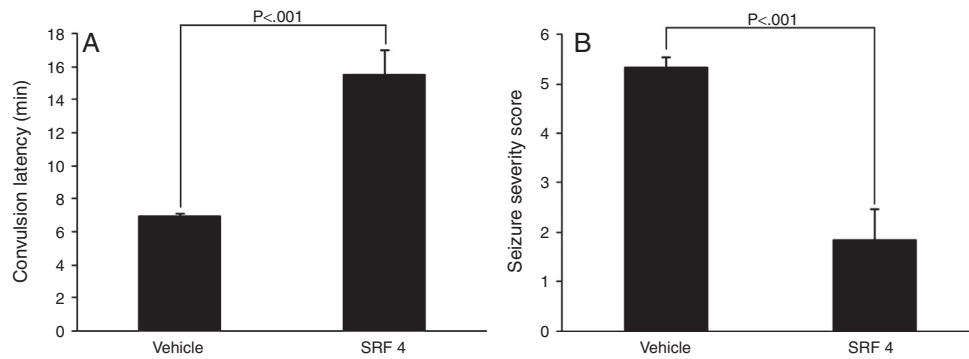 A
P<.001
Convulsion latency (min)
18
16
14
12
10
8
6
4
2
0
Vehicle
SRF 4
B
P<.001
Seizure severity score
6
5
4
3
2
1
0
Vehicle
SRF 4